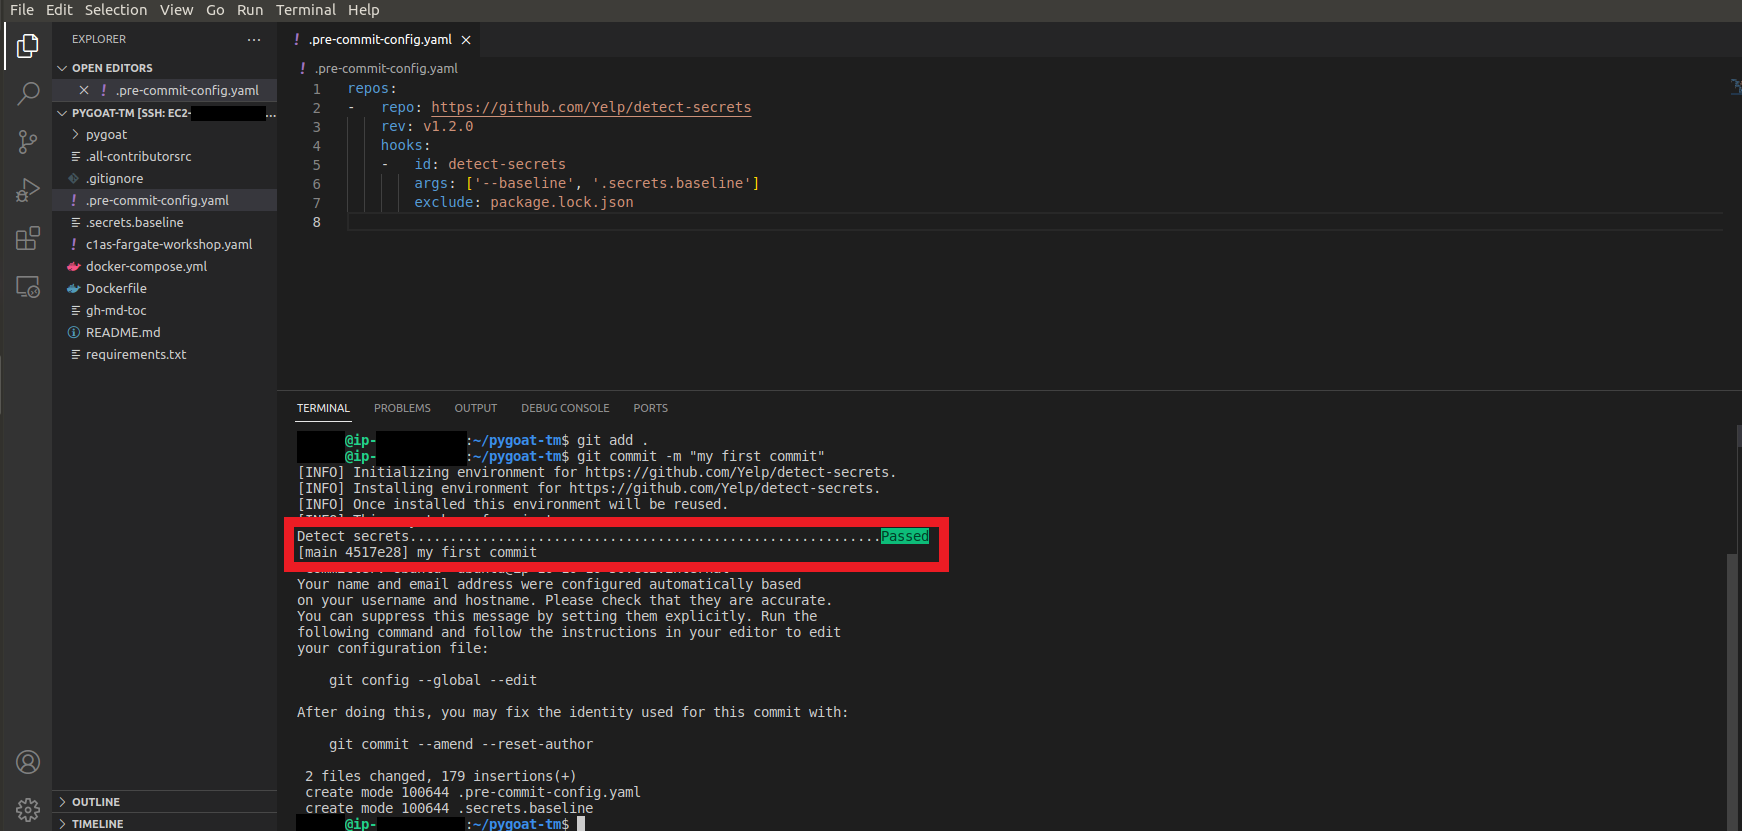 File Edit Selection View Go Run Terminal Help
EXPLORER
OPEN EDITORS
.pre-commit-config.yaml
PYGOAT-TM [SSH: EC2- ...
pygoat
.all-contributorsrc
.gitignore
.pre-commit-config.yaml
.secrets.baseline
c1as-fargate-workshop.yaml
docker-compose.yml
Dockerfile
gh-md-toc
README.md
requirements.txt
OUTLINE
TIMELINE
.pre-commit-config.yaml
.pre-commit-config.yaml
1 repos:
2 - repo: https://github.com/Yelp/detect-secrets
3 rev: v1.2.0
4 hooks:
5 - id: detect-secrets
6 args: ['--baseline', '.secrets.baseline']
7 exclude: package.lock.json
8
TERMINAL PROBLEMS OUTPUT DEBUG CONSOLE PORTS
@ip- :~/pygoat-tm$ git add .
@ip- :~/pygoat-tm$ git commit -m "my first commit"
[INFO] Initializing environment for https://github.com/Yelp/detect-secrets.
[INFO] Installing environment for https://github.com/Yelp/detect-secrets.
[INFO] Once installed this environment will be reused.
Detect secrets...........................................................Passed
[main 4517e28] my first commit
Your name and email address were configured automatically based
on your username and hostname. Please check that they are accurate.
You can suppress this message by setting them explicitly. Run the
following command and follow the instructions in your editor to edit
your configuration file:
git config --global --edit
After doing this, you may fix the identity used for this commit with:
git commit --amend --reset-author
2 files changed, 179 insertions(+)
create mode 100644 .pre-commit-config.yaml
create mode 100644 .secrets.baseline
@ip- :~/pygoat-tm$